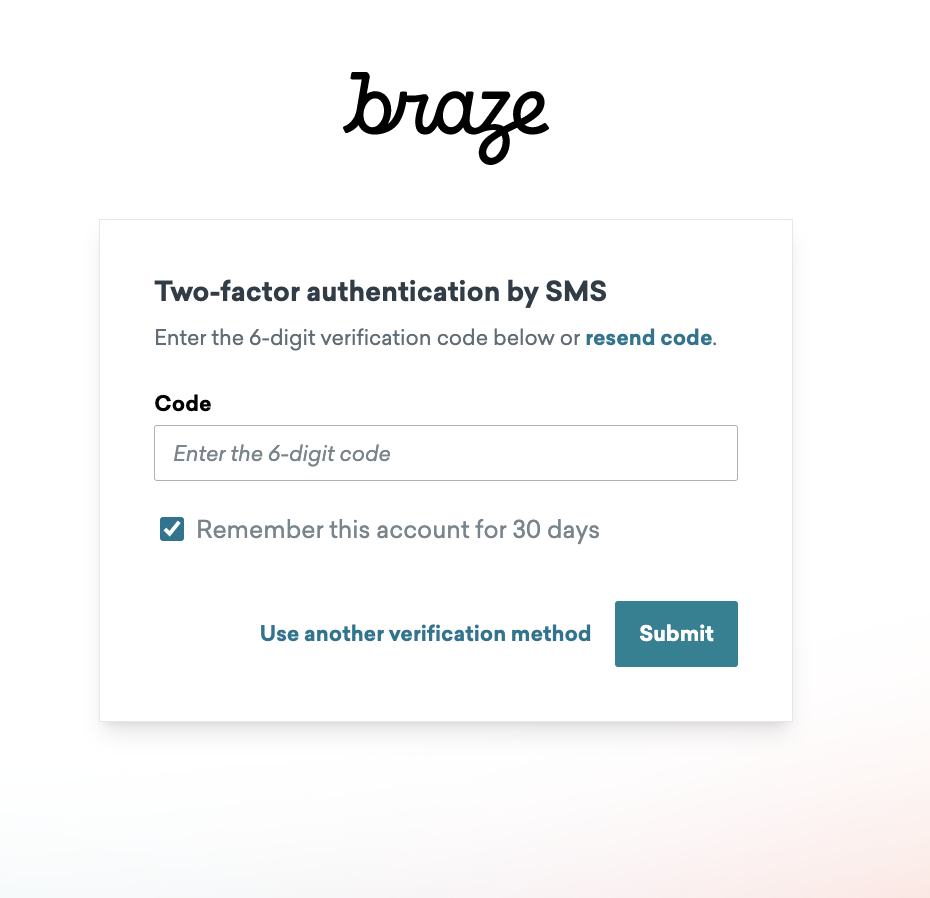 braze
Two-factor authentication by SMS
Enter the 6-digit verification code below or resend code.
Code
Enter the 6-digit code
Remember this account for 30 days
Use another verification method
Submit